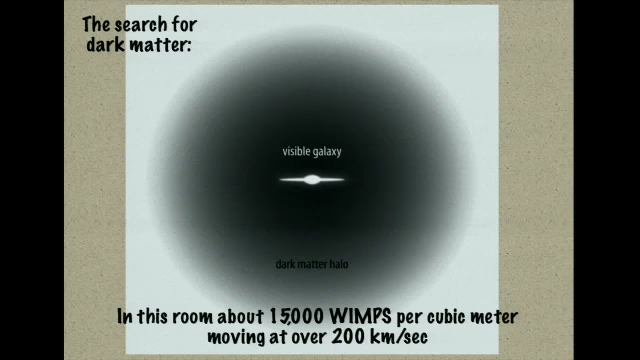 The search for
dark matter:
visible galaxy
dark matter halo
In this room about 15,000 WIMPS per cubic meter
moving at over 200 km/sec